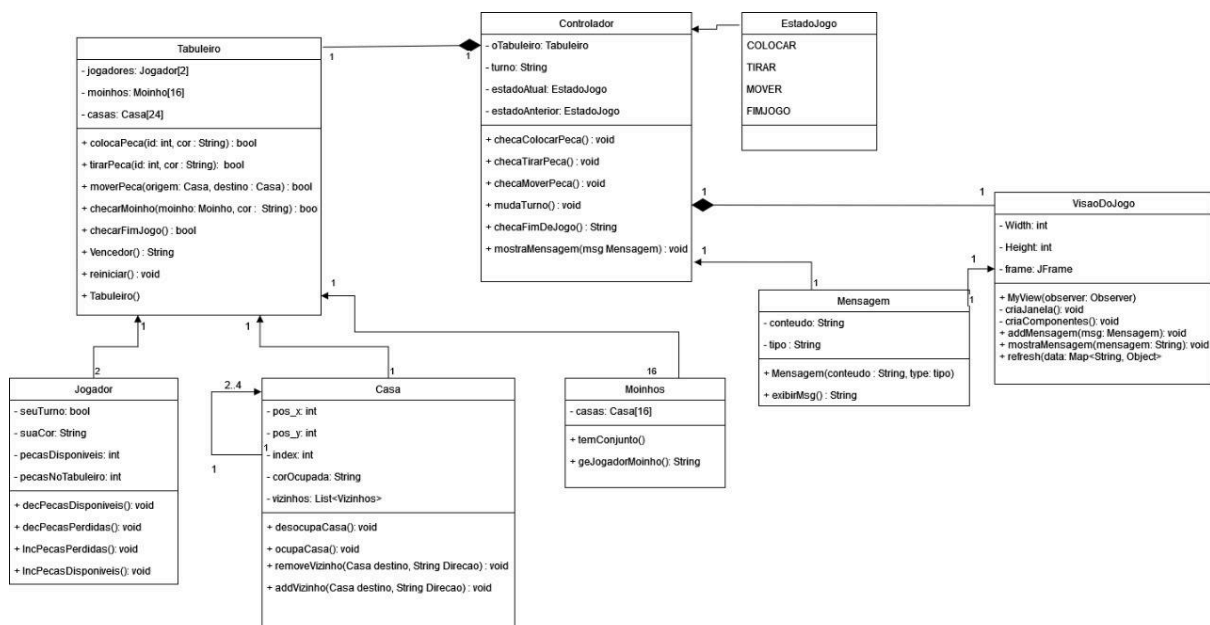 Tabuleiro
- jogadores: Jogador[2]
- moinhos: Moinho[16]
- casas: Casa[24]
+ colocaPeca(id: int, cor : String) : bool
+ tirarPeca(id: int, cor : String): bool
+ moverPeca(origem: Casa, destino : Casa) : bool
+ checarMoinho(moinho: Moinho, cor : String) : boo
+ checarFimJogo() : bool
+ Vencedor() : String
+ reiniciar() : void
+ Tabuleiro()
1
1
Controlador
- oTabuleiro: Tabuleiro
- turno: String
- estadoAtual: EstadoJogo
- estadoAnterior: EstadoJogo
+ checaColocarPeca() : void
+ checaTirarPeca() : void
+ checaMoverPeca() : void
+ mudaTurno() : void
+ checaFimDeJogo() : String
+ mostraMensagem(msg Mensagem) : void
EstadoJogo
COLOCAR
TIRAR
MOVER
FIMJOGO
1
1
VisaoDoJogo
- Width: int
- Height: int
- frame: JFrame
+ MyView(observer: Observer)
- criaJanela() : void
- criaComponentes() : void
+ addMensagem(msg: Mensagem) : void
+ mostraMensagem(mensagem: String) : void
+ refresh(data: Map<String, Object>
1
1
1
1
Mensagem
- conteudo: String
- tipo : String
+ Mensagem(conteudo : String, type: tipo)
+ exibirMsg() : String
1
1
1
2
1
16
Jogador
- seuTurno: bool
- suaCor: String
- pecasDisponiveis: int
- pecasNoTabuleiro: int
+ decPecasDisponiveis(): void
+ decPecasPerdidas(): void
+ IncPecasPerdidas(): void
+ IncPecasDisponiveis(): void
2..4
1
1
Casa
- pos_x: int
- pos_y: int
- index: int
- corOcupada: String
- vizinhos: List<Vizinhos>
+ desocupaCasa(): void
+ ocupaCasa(): void
+ removeVizinho(Casa destino, String Direcao) : void
+ addVizinho(Casa destino, String Direcao) : void
Moinhos
- casas: Casa[16]
+ temConjunto()
+ geJogadorMoinho(): String